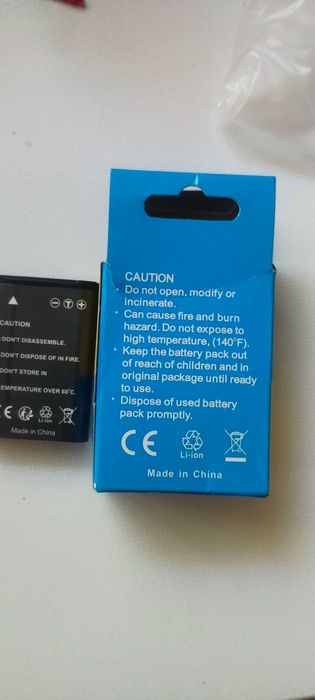 CAUTION
Do not open, modify or
incinerate.
• Can cause fire and burn
hazard. Do not expose to
high temperature, (140°F).
• Keep the battery pack out
of reach of children and in
original package until ready
to use.
• Dispose of used battery
pack promptly.
CE
Li-ion
Made in China
T
CAUTION
DON'T DISASSEMBLE.
DON'T DISPOSE OF IN FIRE.
DON'T STORE IN
TEMPERATURE OVER 60°C.
CE
Li-ion
Made in China